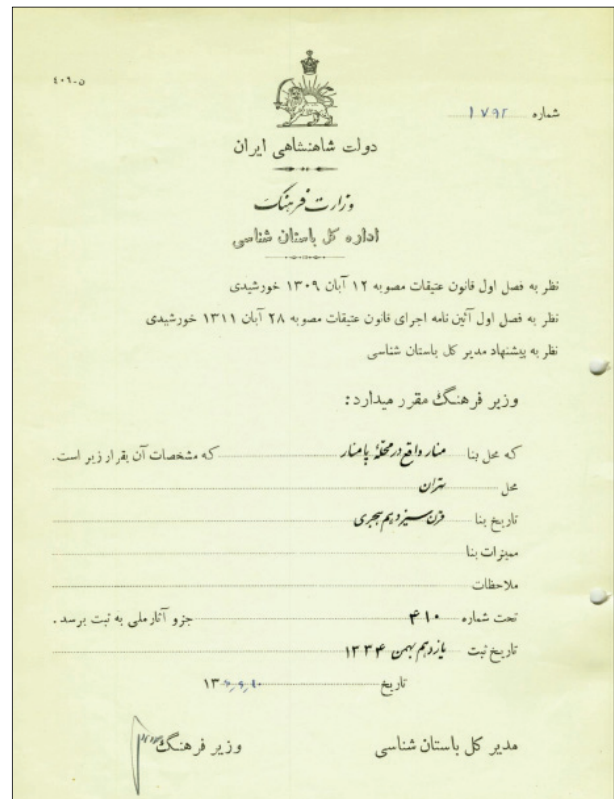 ن-٤٠٦
شماره ۱۷۹۲
دولت شاهنشاهی ایران
وزارت فرهنگ
اداره کل باستان شناسی
نظر به فصل اول قانون عتیقات مصوبه ۱۲ آبان ۱۳۰۹ خورشیدی
نظر به فصل اول آئین نامه اجرای قانون عتیقات مصوبه ۲۸ آبان ۱۳۱۱ خورشیدی
نظر به پیشنهاد مدیر کل باستان شناسی
وزیر فرهنگ مقرر میدارد:
که محل بنا منار واقع در محلهٔ پامنار که مشخصات آن بقرار زیر است.
محل تهران
تاریخ بنا قرن سیزدهم هجری
ممیزات بنا
ملاحظات
تحت شماره ۴۱۰ جزو آثار ملی به ثبت برسد.
تاریخ ثبت یازدهم بهمن ۱۳۳۴
تاریخ ۱۳
مدیر کل باستان شناسی
وزیر فرهنگ